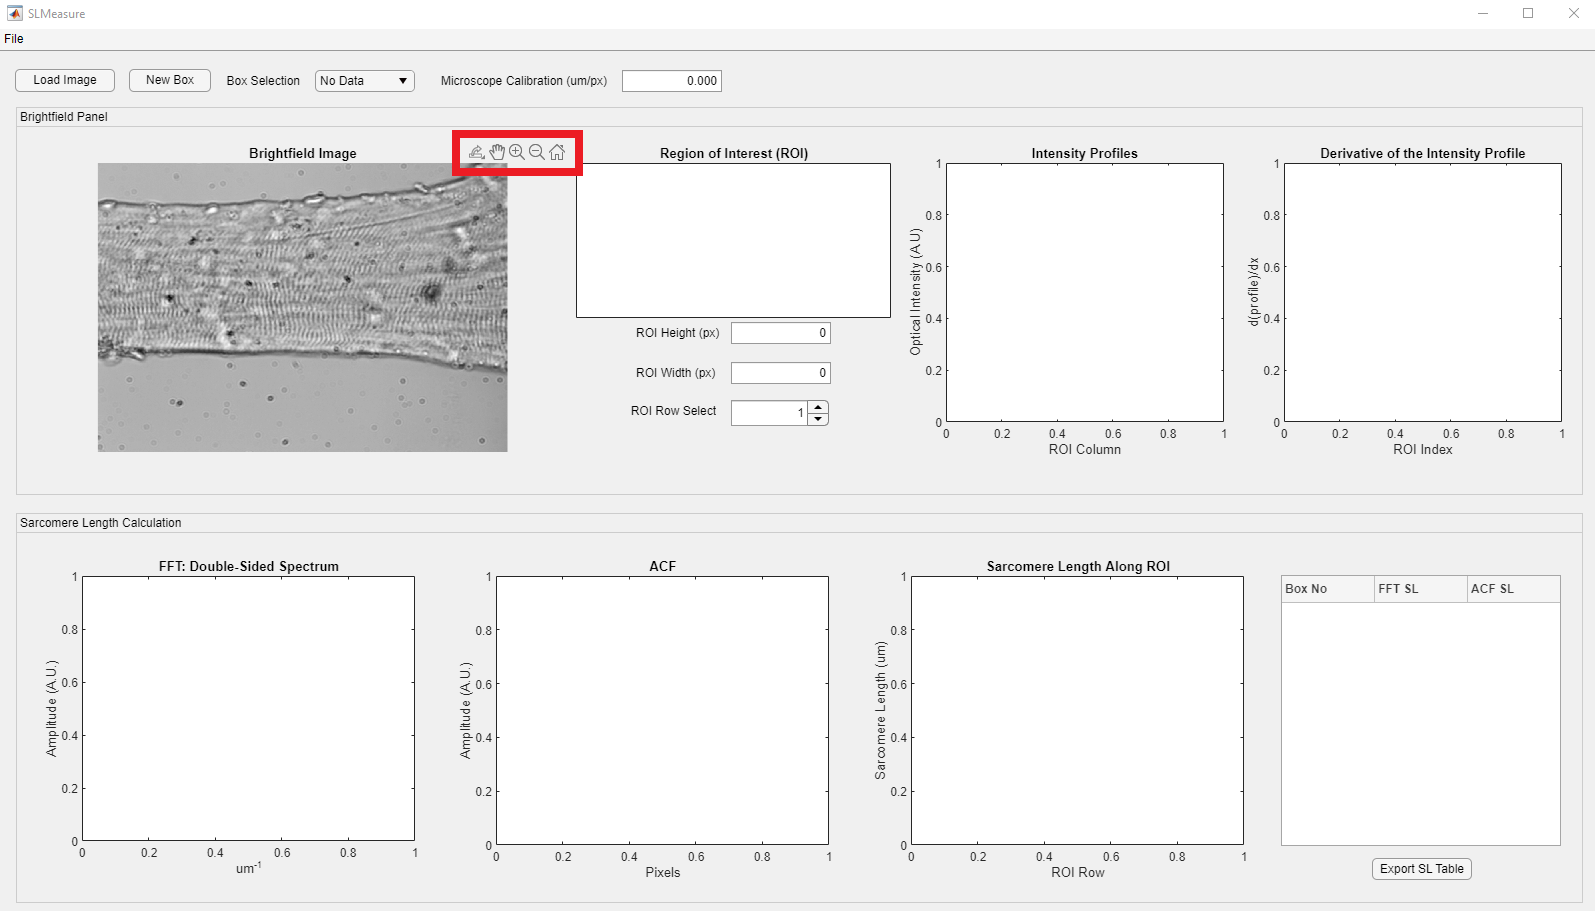 SLMeasure
File
Load Image New Box Box Selection No Data Microscope Calibration (um/px) 0.000
Brightfield Panel
Brightfield Image
Region of Interest (ROI)
ROI Height (px) 0
ROI Width (px) 0
ROI Row Select 1
Intensity Profiles
Optical Intensity (A.U)
1
0.8
0.6
0.4
0.2
0
0 0.2 0.4 0.6 0.8 1
ROI Column
Derivative of the Intensity Profile
d(profile)/dx
1
0.8
0.6
0.4
0.2
0
0 0.2 0.4 0.6 0.8 1
ROI Index
Sarcomere Length Calculation
FFT: Double-Sided Spectrum
Amplitude (A.U.)
1
0.8
0.6
0.4
0.2
0
0 0.2 0.4 0.6 0.8 1
um⁻¹
ACF
Amplitude (A.U.)
1
0.8
0.6
0.4
0.2
0
0 0.2 0.4 0.6 0.8 1
Pixels
Sarcomere Length Along ROI
Sarcomere Length (um)
1
0.8
0.6
0.4
0.2
0
0 0.2 0.4 0.6 0.8 1
ROI Row
Box No FFT SL ACF SL
Export SL Table